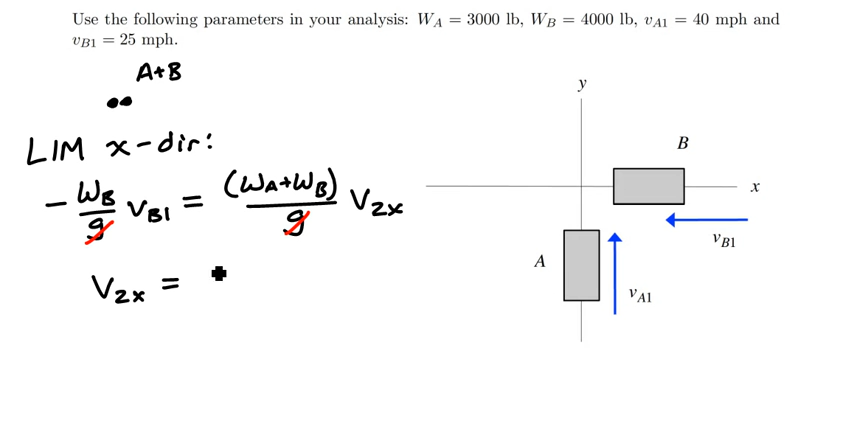 Use the following parameters in your analysis: W_A = 3000 lb, W_B = 4000 lb, v_A1 = 40 mph and
v_B1 = 25 mph.
A+B
LIM x-dir:
- W_B/g V_B1 = (W_A+W_B)/g V_2x
V_2x =
y
B
x
v_B1
A
v_A1